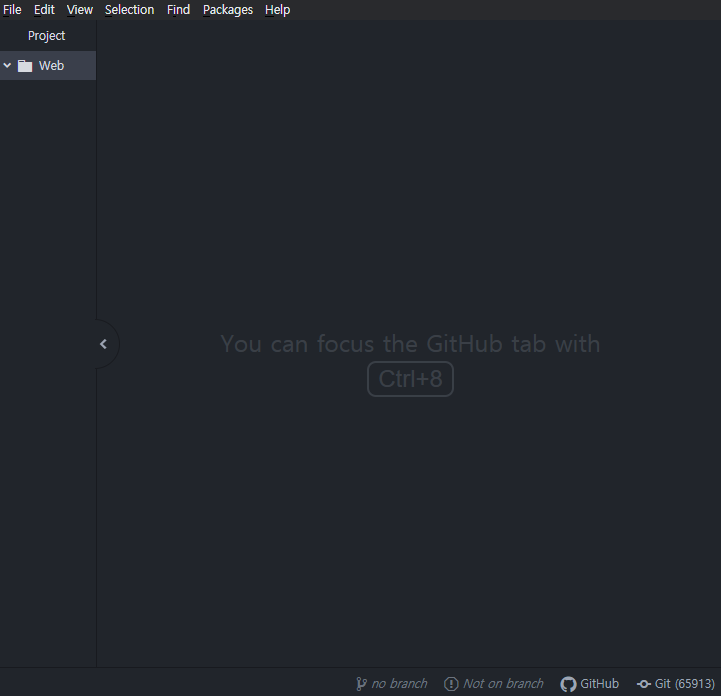 File Edit View Selection Find Packages Help
Project
Web
You can focus the GitHub tab with
Ctrl+8
no branch Not on branch GitHub Git (65913)